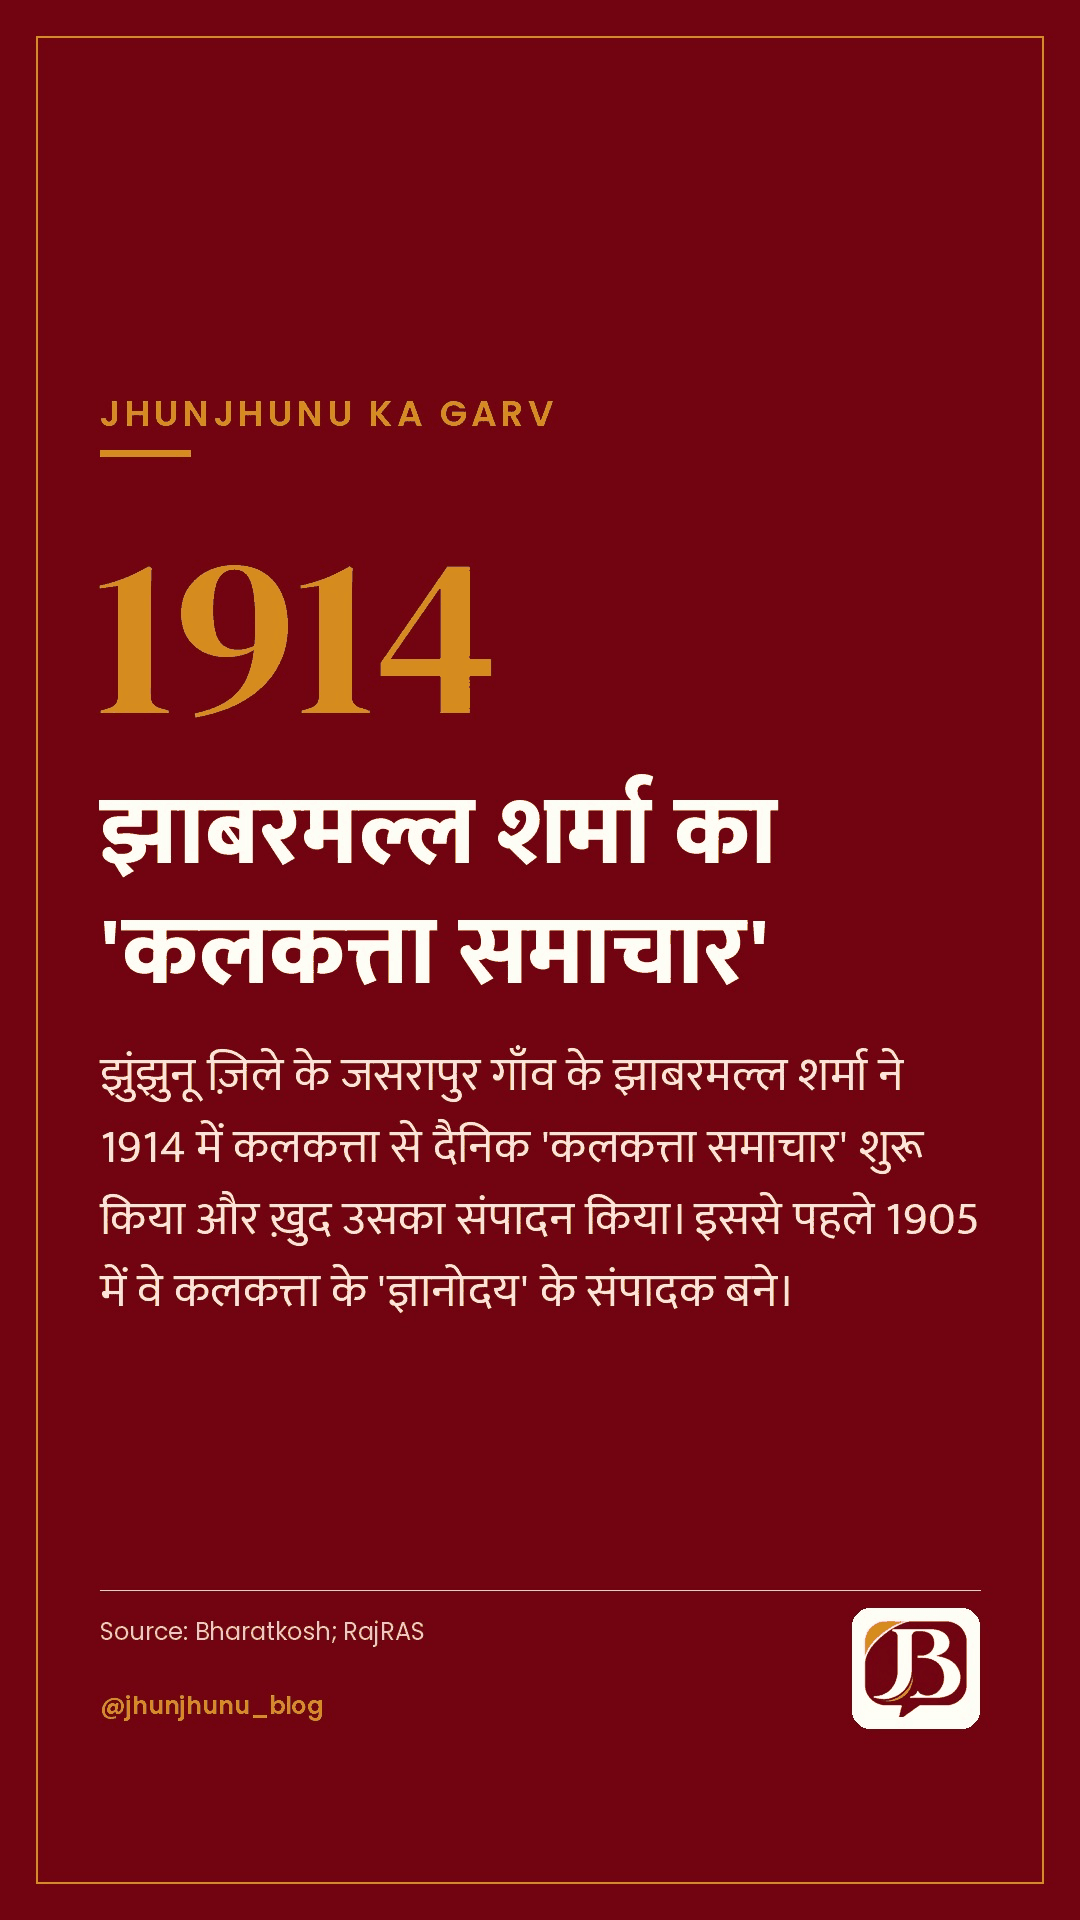 JHUNJHUNU KA GARV
1914
झाबरमल्ल शर्मा का
'कलकत्ता समाचार'
झुंझुनू ज़िले के जसरापुर गाँव के झाबरमल्ल शर्मा ने
1914 में कलकत्ता से दैनिक 'कलकत्ता समाचार' शुरू
किया और ख़ुद उसका संपादन किया। इससे पहले 1905
में वे कलकत्ता के 'ज्ञानोदय' के संपादक बने।
Source: Bharatkosh; RajRAS
@jhunjhunu_blog
JB